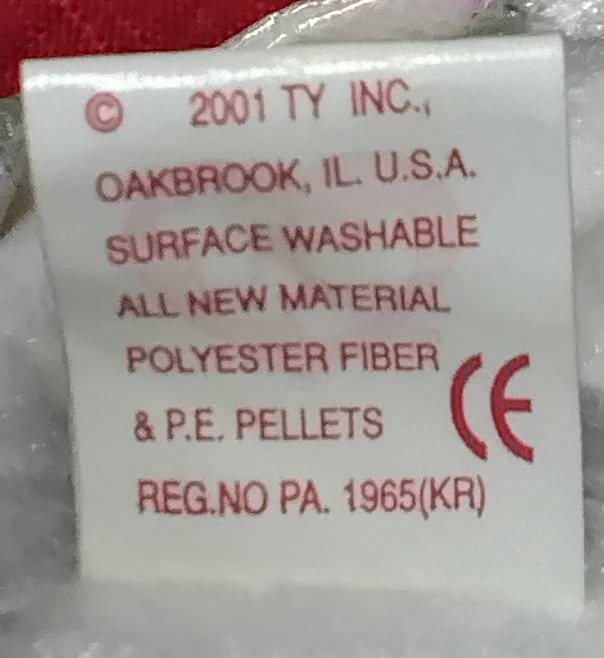 © 2001 TY INC.,
OAKBROOK, IL. U.S.A.
SURFACE WASHABLE
ALL NEW MATERIAL
POLYESTER FIBER
& P.E. PELLETS CE
REG.NO PA. 1965(KR)